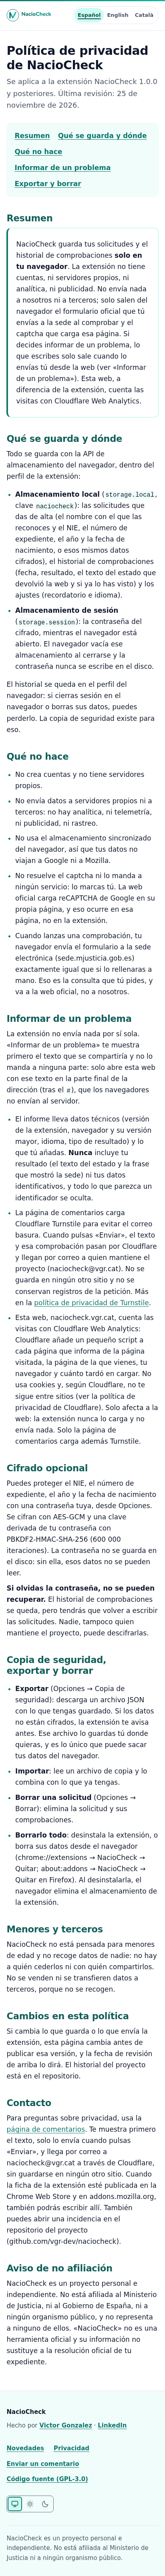 NacioCheck
Español English Català
Política de privacidad
de NacioCheck
Se aplica a la extensión NacioCheck 1.0.0
y posteriores. Última revisión: 25 de
noviembre de 2026.
Resumen Qué se guarda y dónde
Qué no hace
Informar de un problema
Exportar y borrar
Resumen
NacioCheck guarda tus solicitudes y el
historial de comprobaciones solo en
tu navegador. La extensión no tiene
cuentas, ni servidores propios, ni
analítica, ni publicidad. No envía nada
a nosotros ni a terceros; solo sale del
navegador el formulario oficial que tú
envías a la sede al comprobar y el
captcha que carga esa página. Si
decides informar de un problema, lo
que escribes solo sale cuando lo
envías tú desde la web (ver «Informar
de un problema»). Esta web, a
diferencia de la extensión, cuenta las
visitas con Cloudflare Web Analytics.
Qué se guarda y dónde
Todo se guarda con la API de
almacenamiento del navegador, dentro del
perfil de la extensión:
Almacenamiento local (storage.local,
clave naciocheck): las solicitudes que
das de alta (el nombre con el que las
reconoces y el NIE, el número de
expediente, el año y la fecha de
nacimiento, o esos mismos datos
cifrados), el historial de comprobaciones
(fecha, resultado, el texto del estado que
devolvió la web y si ya lo has visto) y los
ajustes (recordatorio e idioma).
Almacenamiento de sesión
(storage.session): la contraseña del
cifrado, mientras el navegador está
abierto. El navegador vacía ese
almacenamiento al cerrarse y la
contraseña nunca se escribe en el disco.
El historial se queda en el perfil del
navegador: si cierras sesión en el
navegador o borras sus datos, puedes
perderlo. La copia de seguridad existe para
eso.
Qué no hace
No crea cuentas y no tiene servidores
propios.
No envía datos a servidores propios ni a
terceros: no hay analítica, ni telemetría,
ni publicidad, ni rastreo.
No usa el almacenamiento sincronizado
del navegador, así que tus datos no
viajan a Google ni a Mozilla.
No resuelve el captcha ni lo manda a
ningún servicio: lo marcas tú. La web
oficial carga reCAPTCHA de Google en su
propia página, y eso ocurre en esa
página, no en la extensión.
Cuando lanzas una comprobación, tu
navegador envía el formulario a la sede
electrónica (sede.mjusticia.gob.es)
exactamente igual que si lo rellenaras a
mano. Eso es la consulta que tú pides, y
va a la web oficial, no a nosotros.
Informar de un problema
La extensión no envía nada por sí sola.
«Informar de un problema» te muestra
primero el texto que se compartiría y no lo
manda a ninguna parte: solo abre esta web
con ese texto en la parte final de la
dirección (tras el #), que los navegadores
no envían al servidor.
El informe lleva datos técnicos (versión
de la extensión, navegador y su versión
mayor, idioma, tipo de resultado) y lo
que tú añadas. Nunca incluye tu
resultado (el texto del estado y la frase
que mostró la sede) ni tus datos
identificativos, y todo lo que parezca un
identificador se oculta.
La página de comentarios carga
Cloudflare Turnstile para evitar el correo
basura. Cuando pulsas «Enviar», el texto
y esa comprobación pasan por Cloudflare
y llegan por correo a quien mantiene el
proyecto (naciocheck@vgr.cat). No se
guarda en ningún otro sitio y no se
escribe en registros de la petición. Más
en la política de privacidad de Turnstile.
Esta web, naciocheck.vgr.cat, cuenta las
visitas con Cloudflare Web Analytics:
Cloudflare añade un pequeño script a
cada página que informa de la página
visitada, la página de la que vienes, tu
navegador y cuánto tardó en cargar. No
usa cookies y, según Cloudflare, no te
sigue entre sitios (ver la política de
privacidad de Cloudflare). Solo afecta a la
web: la extensión nunca lo carga y no
envía nada. Solo la página de
comentarios carga además Turnstile.
Cifrado opcional
Puedes proteger el NIE, el número de
expediente, el año y la fecha de nacimiento
con una contraseña tuya, desde Opciones.
Se cifran con AES-GCM y una clave
derivada de tu contraseña con
PBKDF2-HMAC-SHA-256 (600 000
iteraciones). La contraseña no se guarda en
el disco: sin ella, esos datos no se pueden
leer.
Si olvidas la contraseña, no se pueden
recuperar. El historial de comprobaciones
se queda, pero tendrás que volver a escribir
las solicitudes. Nadie, tampoco quien
mantiene el proyecto, puede descifrarlas.
Copia de seguridad,
exportar y borrar
Exportar (Opciones → Copia de
seguridad): descarga un archivo JSON
con lo que tengas guardado. Si los datos
no están cifrados, la extensión te avisa
antes. Ese archivo lo guardas tú donde
quieras, y es lo único que puede sacar
tus datos del navegador.
Importar: lee un archivo de copia y lo
combina con lo que ya tengas.
Borrar una solicitud (Opciones →
Borrar): elimina la solicitud y sus
comprobaciones.
Borrarlo todo: desinstala la extensión, o
borra sus datos desde el navegador
(chrome://extensions → NacioCheck →
Quitar; about:addons → NacioCheck →
Quitar en Firefox). Al desinstalarla, el
navegador elimina el almacenamiento de
la extensión.
Menores y terceros
NacioCheck no está pensada para menores
de edad y no recoge datos de nadie: no hay
a quién cederlos ni con quién compartirlos.
No se venden ni se transfieren datos a
terceros, porque no se recogen.
Cambios en esta política
Si cambia lo que guarda o lo que envía la
extensión, esta página cambia antes de
publicar esa versión, y la fecha de revisión
de arriba lo dirá. El historial del proyecto
está en el repositorio.
Contacto
Para preguntas sobre privacidad, usa la
página de comentarios. Te muestra primero
el texto, solo lo envía cuando pulsas
«Enviar», y llega por correo a
naciocheck@vgr.cat a través de Cloudflare,
sin guardarse en ningún otro sitio. Cuando
la ficha de la extensión esté publicada en la
Chrome Web Store y en addons.mozilla.org,
también podrás escribir allí. También
puedes abrir una incidencia en el
repositorio del proyecto
(github.com/vgr-dev/naciocheck).
Aviso de no afiliación
NacioCheck es un proyecto personal e
independiente. No está afiliada al Ministerio
de Justicia, ni al Gobierno de España, ni a
ningún organismo público, y no representa
a ninguno de ellos. «NacioCheck» no es una
herramienta oficial y su información no
sustituye a la resolución oficial de tu
expediente.
NacioCheck
Hecho por Victor Gonzalez · LinkedIn
Novedades Privacidad
Enviar un comentario
Código fuente (GPL-3.0)
NacioCheck es un proyecto personal e
independiente. No está afiliada al Ministerio de
Justicia ni a ningún organismo público.